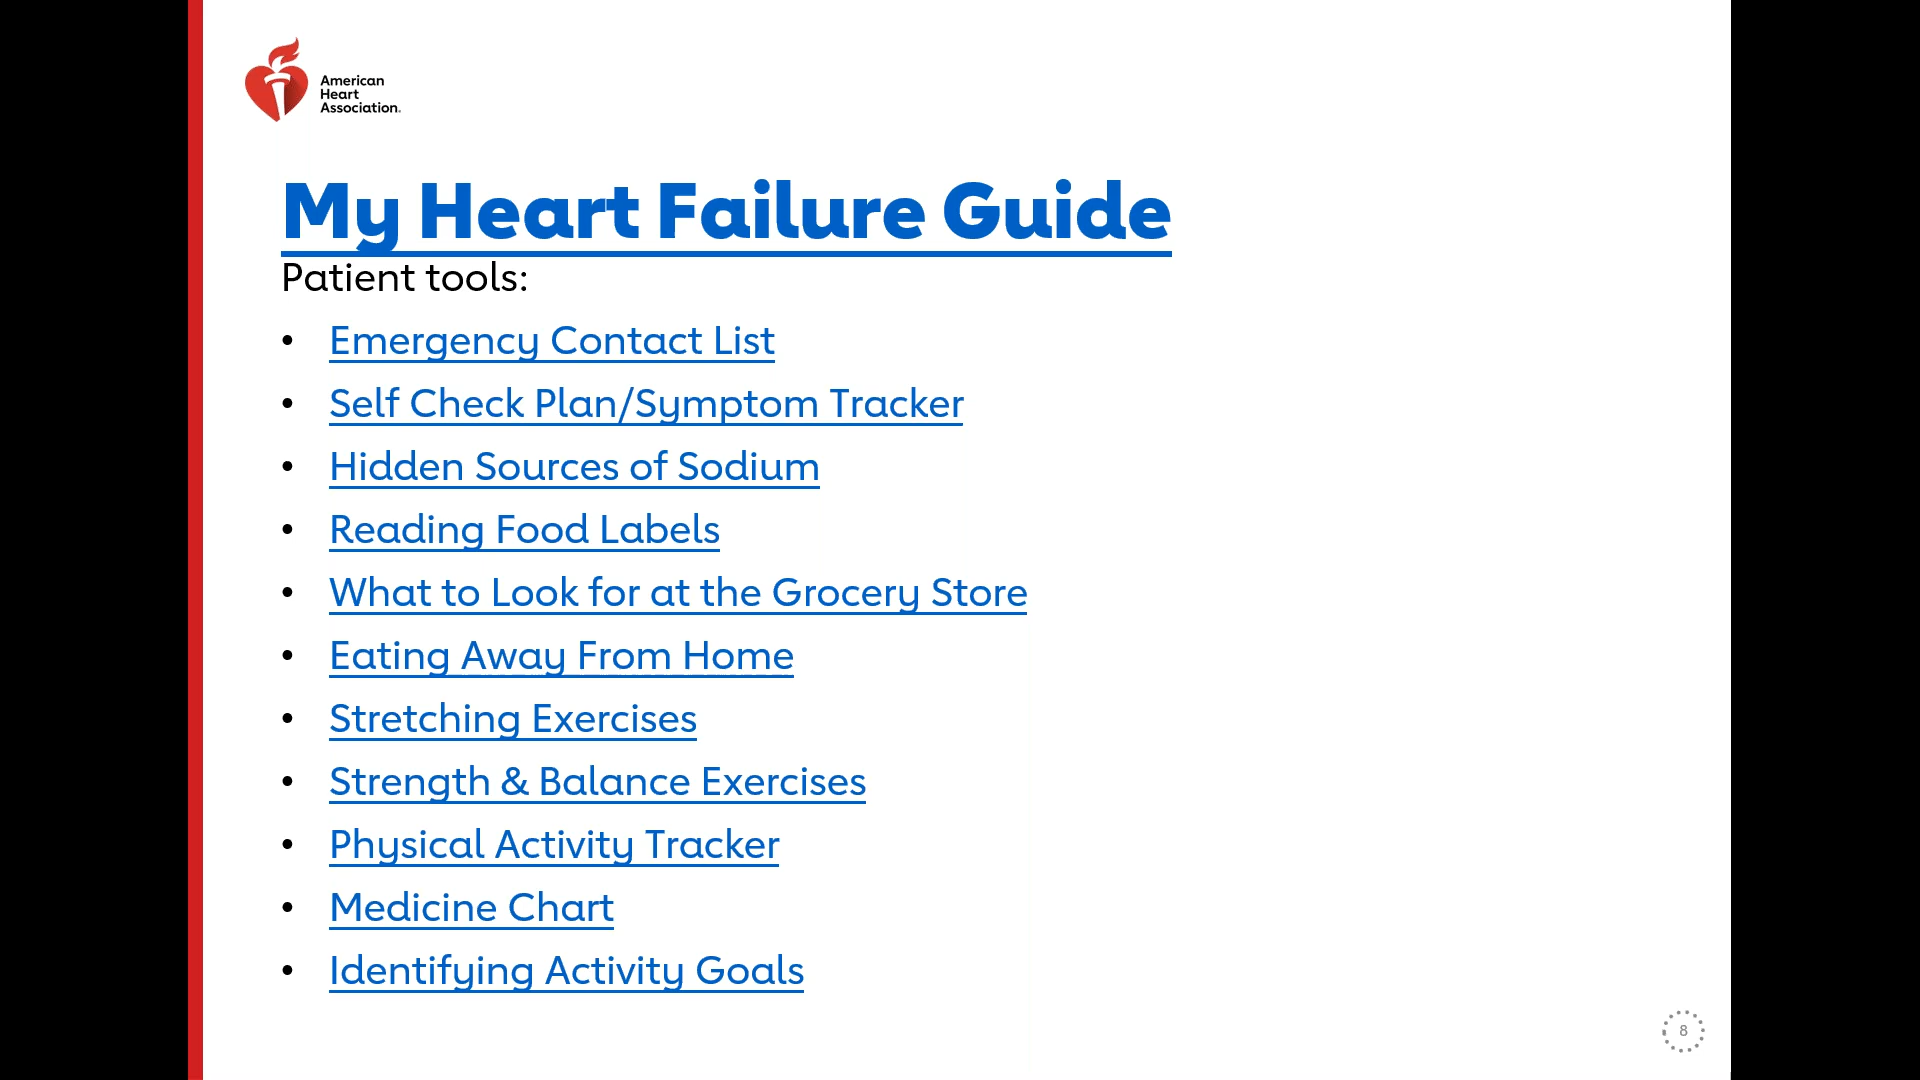 American
Heart
Association.
My Heart Failure Guide
Patient tools:
• Emergency Contact List
• Self Check Plan/Symptom Tracker
• Hidden Sources of Sodium
• Reading Food Labels
• What to Look for at the Grocery Store
• Eating Away From Home
• Stretching Exercises
• Strength & Balance Exercises
• Physical Activity Tracker
• Medicine Chart
• Identifying Activity Goals
8